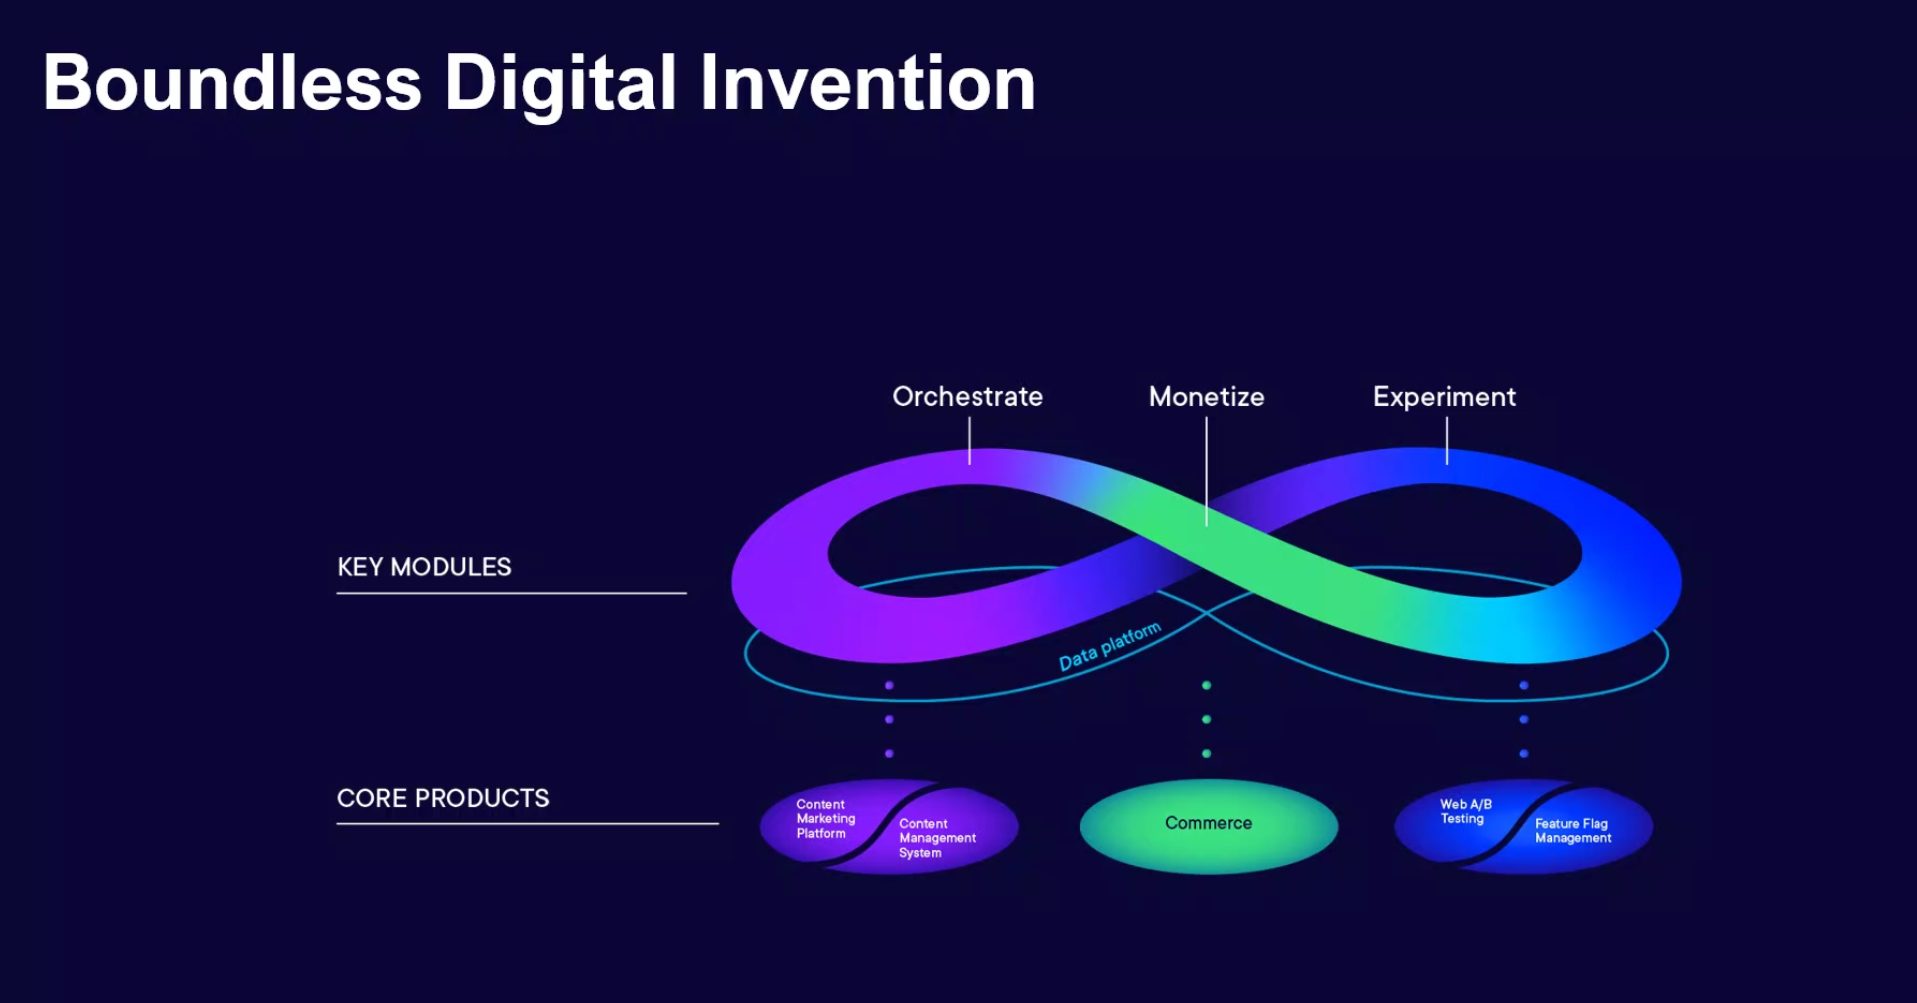 Boundless Digital Invention
Orchestrate
Monetize
Experiment
KEY MODULES
Data platform
CORE PRODUCTS
Content
Marketing
Platform
Content
Management
System
Commerce
Web A/B
Testing
Feature Flag
Management